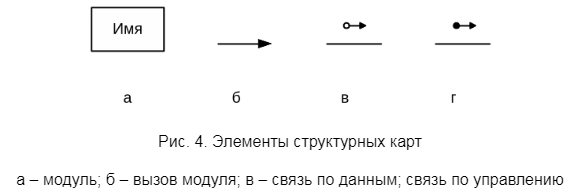 Имя
а б в г
Рис. 4. Элементы структурных карт
а – модуль; б – вызов модуля; в – связь по данным; связь по управлению